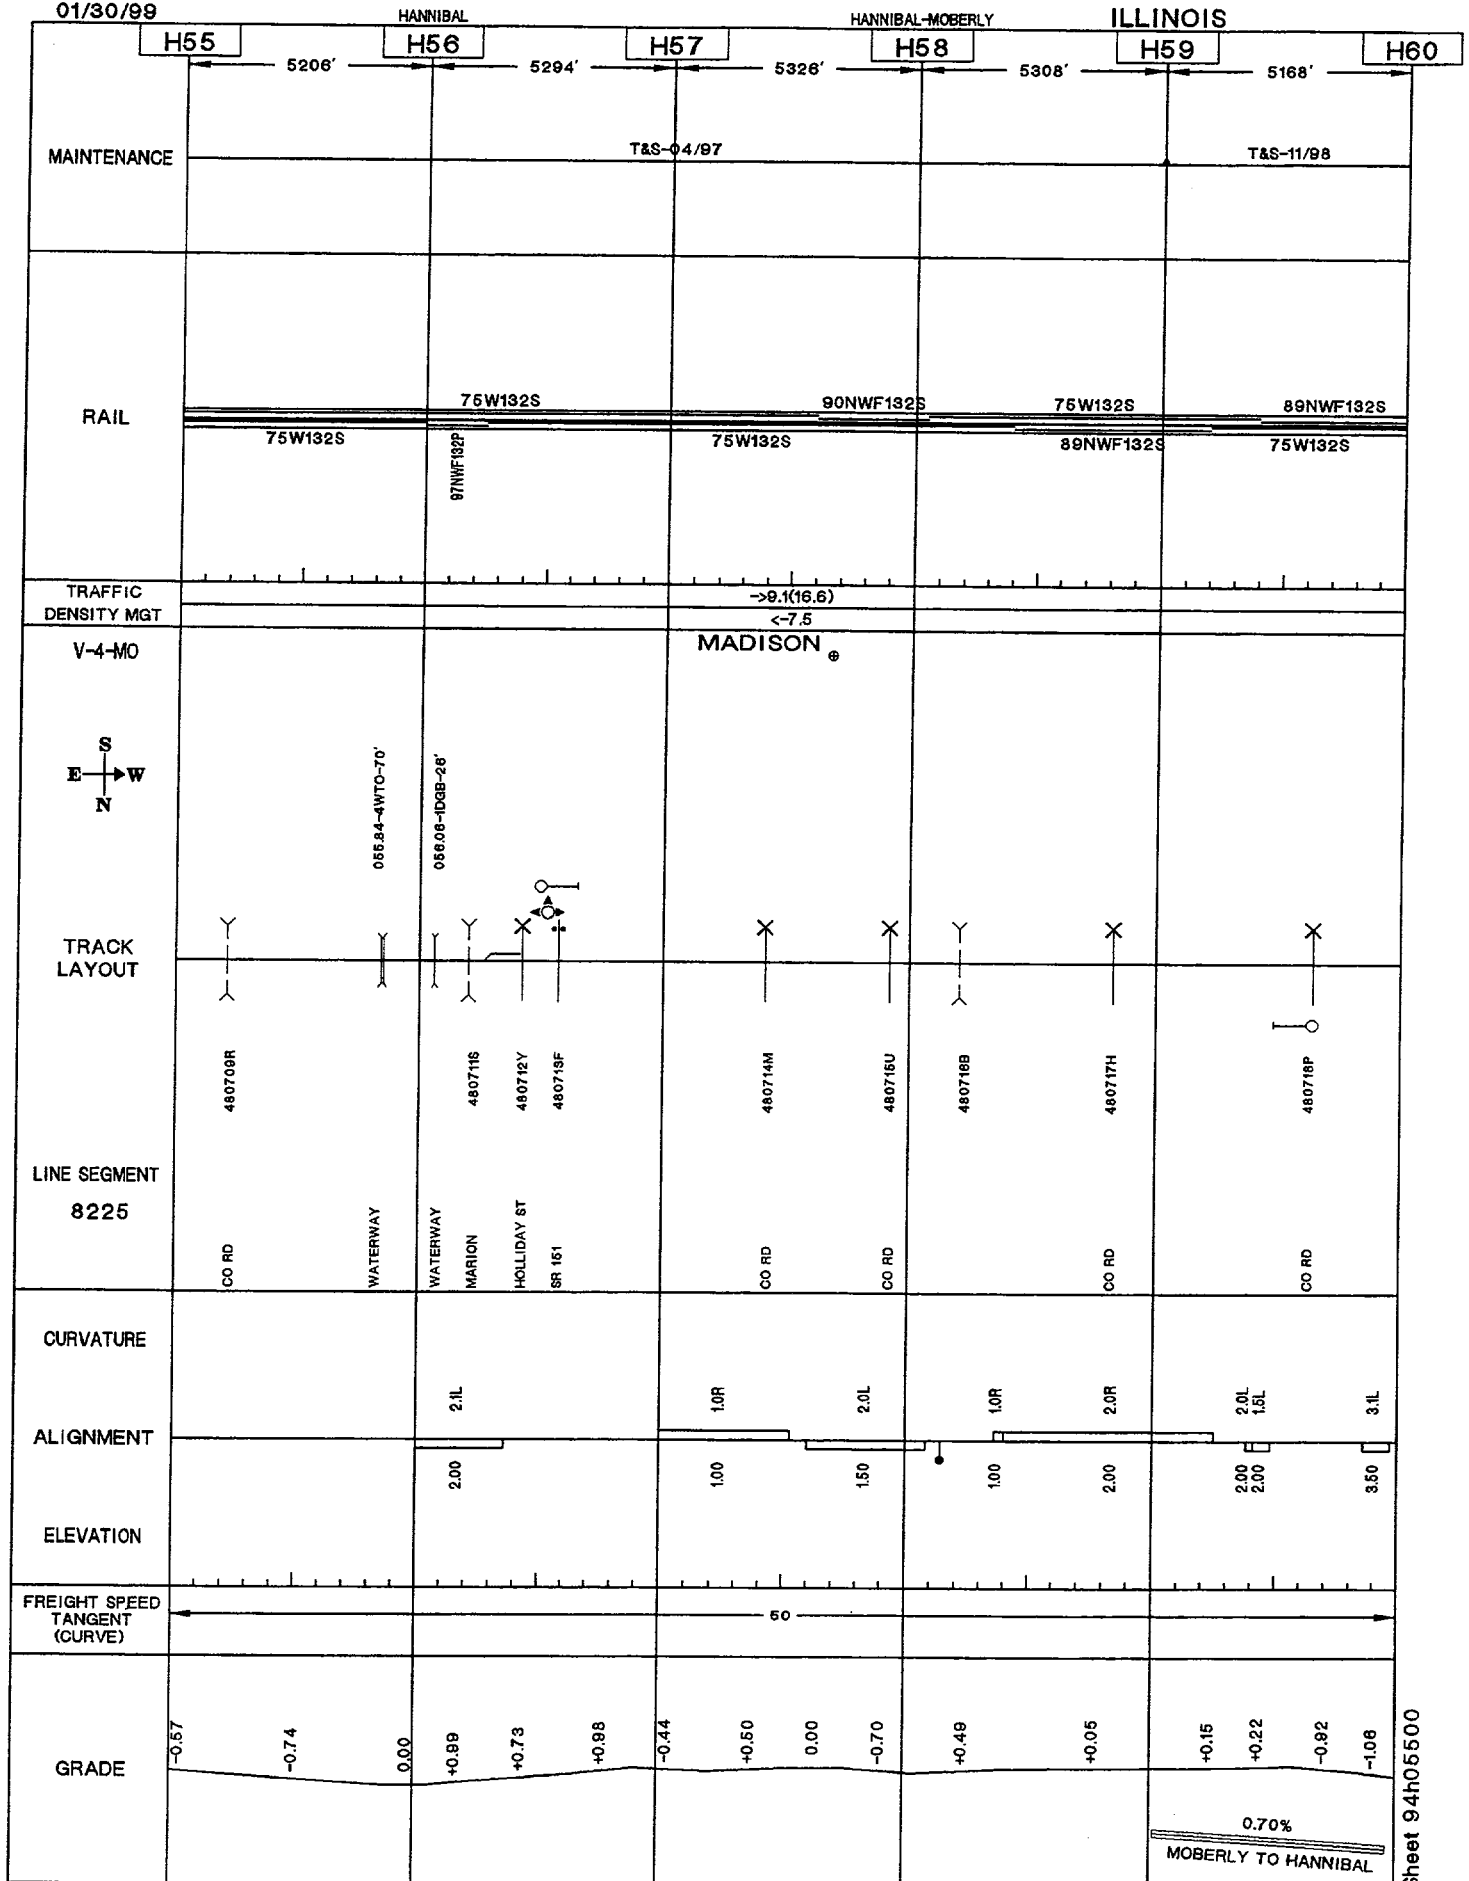 01/30/99 HANNIBAL HANNIBAL-MOBERLY ILLINOIS
H55 H56 H57 H58 H59 H60
5206' 5294' 5326' 5308' 5168'
MAINTENANCE T&S-04/97 T&S-11/98
75W132S 90NWF132S 75W132S 89NWF132S
RAIL
75W132S 97NWF132P 75W132S 89NWF132S 75W132S
TRAFFIC
DENSITY MGT
->9.1(16.6)
<-7.5
V-4-MO
MADISON
S
E W
N
055.84-4WTO-70' 056.06-1DGB-28'
TRACK
LAYOUT
480709R 480711S 480712Y 480713F 480714M 480715U 480716B 480717H 480718P
LINE SEGMENT
8225
CO RD WATERWAY WATERWAY MARION HOLLIDAY ST SR 151 CO RD CO RD CO RD CO RD
CURVATURE
2.1L 1.0R 2.0L 1.0R 2.0R 2.0L 1.5L 3.1L
ALIGNMENT
2.00 1.00 1.50 1.00 2.00 2.00 2.00 3.50
ELEVATION
FREIGHT SPEED
TANGENT
(CURVE)
50
GRADE
-0.57 -0.74 0.00 +0.99 +0.73 +0.98 -0.44 +0.50 0.00 -0.70 +0.49 +0.05 +0.15 +0.22 -0.92 -1.06
0.70%
MOBERLY TO HANNIBAL
Sheet 94h05500